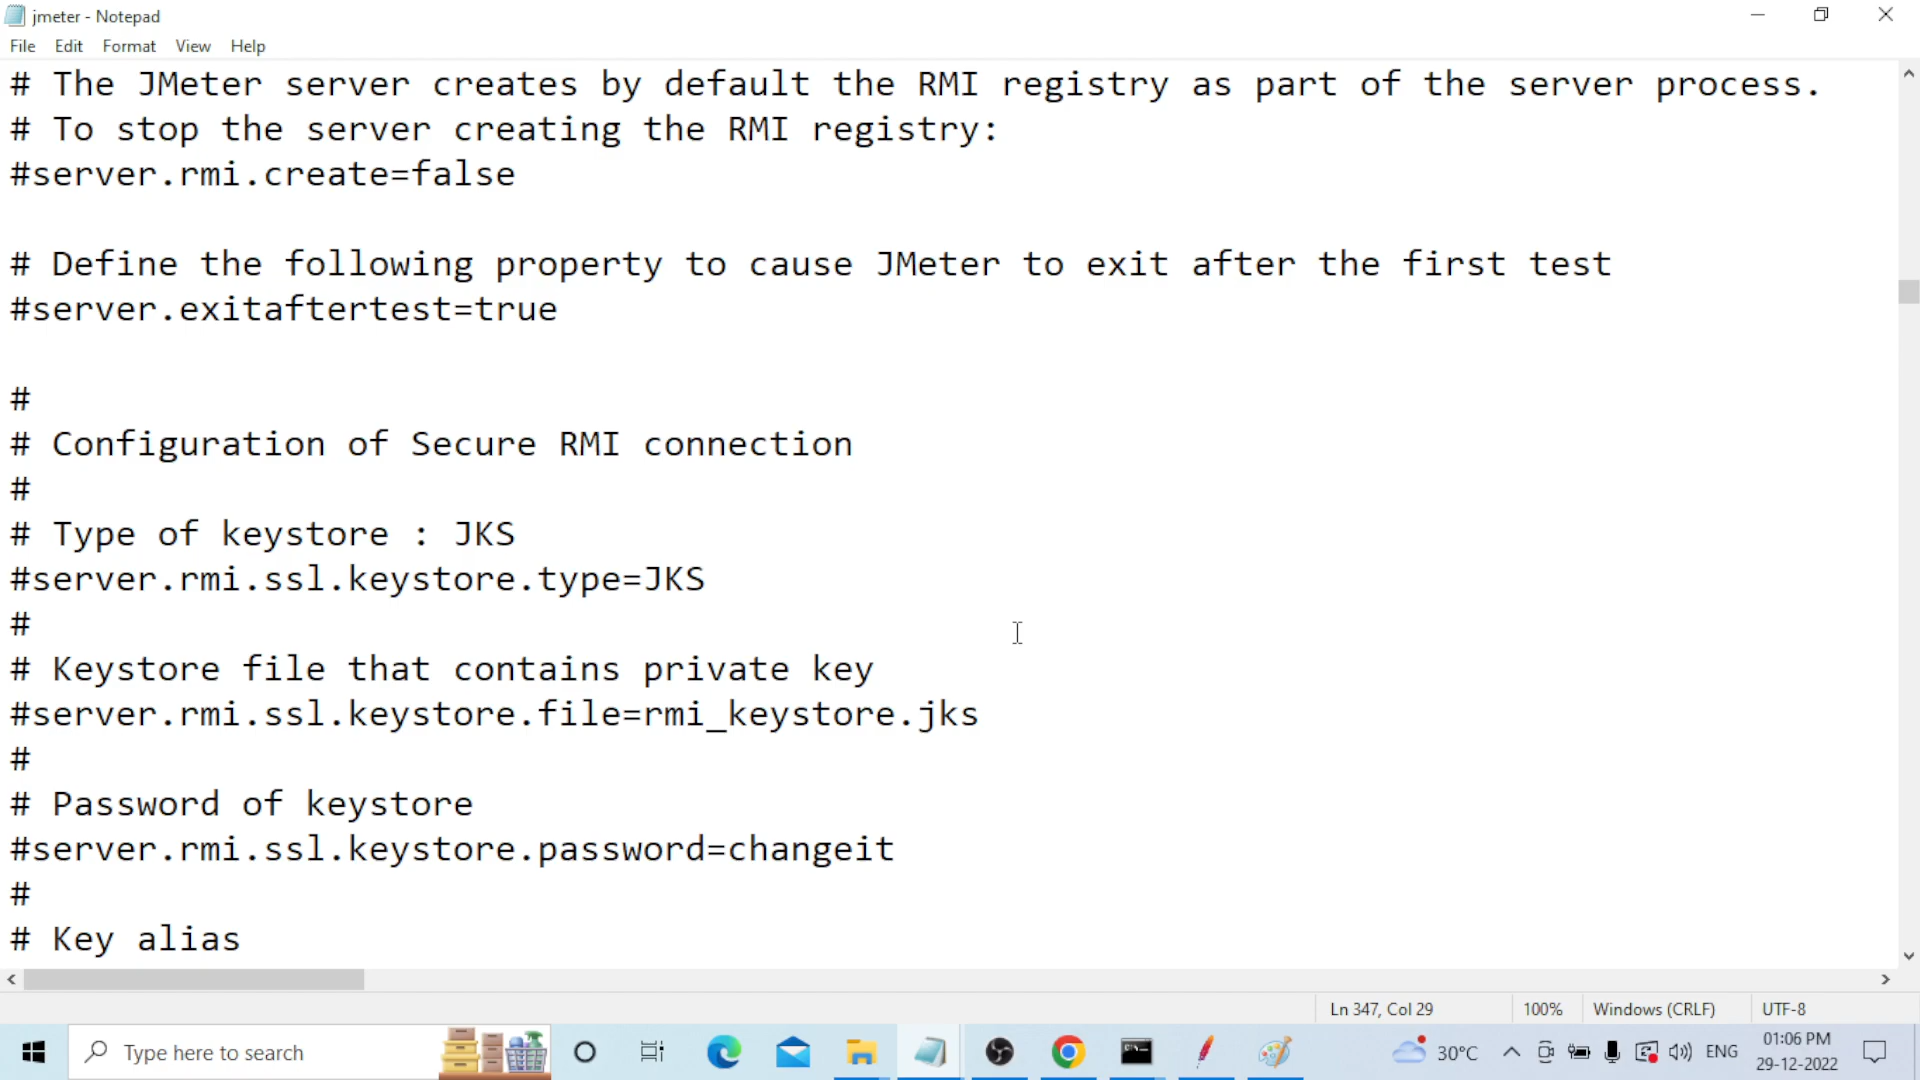 jmeter - Notepad
File Edit Format View Help
# The JMeter server creates by default the RMI registry as part of the server process.
# To stop the server creating the RMI registry:
#server.rmi.create=false
# Define the following property to cause JMeter to exit after the first test
#server.exitaftertest=true
#
# Configuration of Secure RMI connection
#
# Type of keystore : JKS
#server.rmi.ssl.keystore.type=JKS
#
# Keystore file that contains private key
#server.rmi.ssl.keystore.file=rmi_keystore.jks
#
# Password of keystore
#server.rmi.ssl.keystore.password=changeit
#
# Key alias
Ln 347, Col 29 100% Windows (CRLF) UTF-8
Type here to search 30°C ENG 01:06 PM
29-12-2022